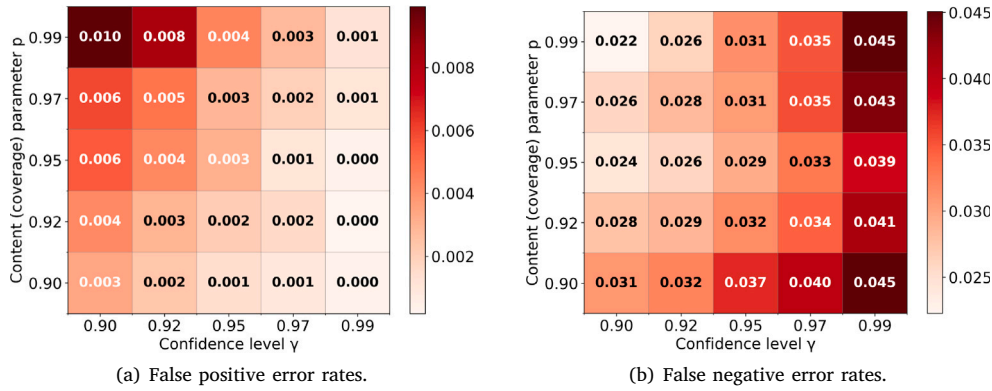 Content (coverage) parameter p
0.99 0.010 0.008 0.004 0.003 0.001
0.97 0.006 0.005 0.003 0.002 0.001
0.95 0.006 0.004 0.003 0.001 0.000
0.92 0.004 0.003 0.002 0.002 0.000
0.90 0.003 0.002 0.001 0.001 0.000
0.90 0.92 0.95 0.97 0.99
Confidence level γ
0.008
0.006
0.004
0.002
(a) False positive error rates.
Content (coverage) parameter p
0.99 0.022 0.026 0.031 0.035 0.045
0.97 0.026 0.028 0.031 0.035 0.043
0.95 0.024 0.026 0.029 0.033 0.039
0.92 0.028 0.029 0.032 0.034 0.041
0.90 0.031 0.032 0.037 0.040 0.045
0.90 0.92 0.95 0.97 0.99
Confidence level γ
0.045
0.040
0.035
0.030
0.025
(b) False negative error rates.